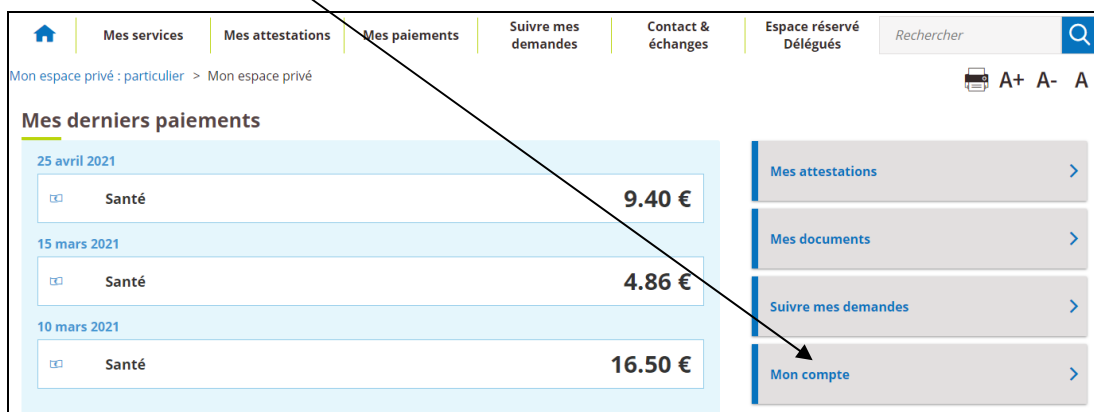 Mes services
Mes attestations
Mes paiements
Suivre mes
demandes
Contact &
échanges
Espace réservé
Délégués
Rechercher
Mon espace privé : particulier > Mon espace privé
A+ A- A
Mes derniers paiements
25 avril 2021
Santé 9.40 €
15 mars 2021
Santé 4.86 €
10 mars 2021
Santé 16.50 €
Mes attestations
Mes documents
Suivre mes demandes
Mon compte